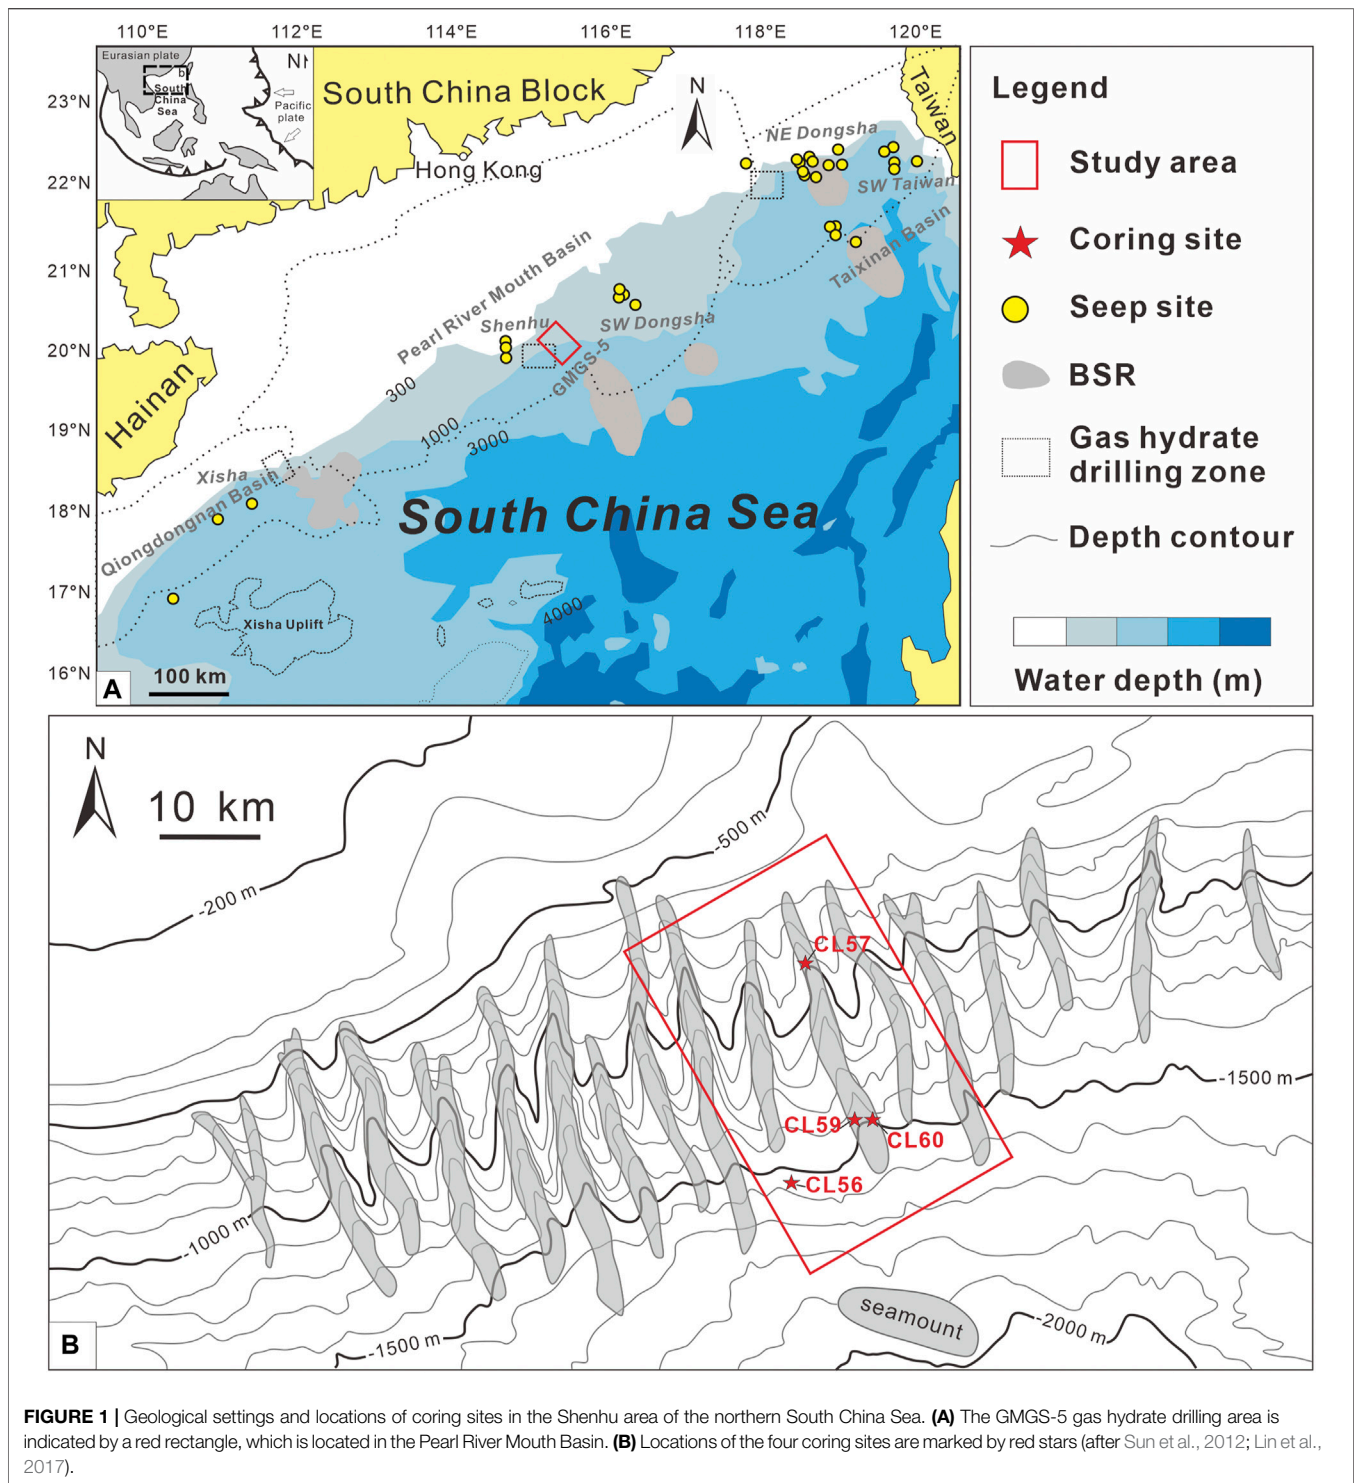 110°E 112°E 114°E 116°E 118°E 120°E
23°N
22°N
21°N
20°N
19°N
18°N
17°N
16°N
Eurasian plate
b
South
China
Sea
Pacific
plate
N
South China Block
Hong Kong
N
Taiwan
NE Dongsha
SW Taiwan
Taixinan Basin
Pearl River Mouth Basin
Shenhu
SW Dongsha
GMGS-5
Hainan
300
1000
3000
Xisha
Qiongdongnan Basin
South China Sea
4000
Xisha Uplift
A
100 km
Legend
Study area
Coring site
Seep site
BSR
Gas hydrate
drilling zone
Depth contour
Water depth (m)
N
10 km
-200 m
-500 m
CL57
-1500 m
CL59
CL60
CL56
-1000 m
-1500 m
seamount
-2000 m
B
FIGURE 1 | Geological settings and locations of coring sites in the Shenhu area of the northern South China Sea. (A) The GMGS-5 gas hydrate drilling area is
indicated by a red rectangle, which is located in the Pearl River Mouth Basin. (B) Locations of the four coring sites are marked by red stars (after Sun et al., 2012; Lin et al.,
2017).